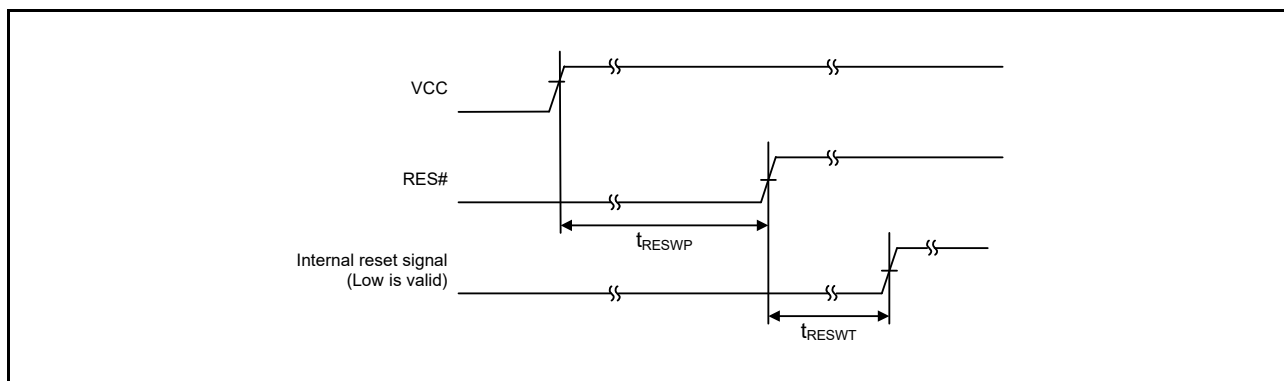 VCC
RES#
tRESWP
Internal reset signal
(Low is valid)
tRESWT